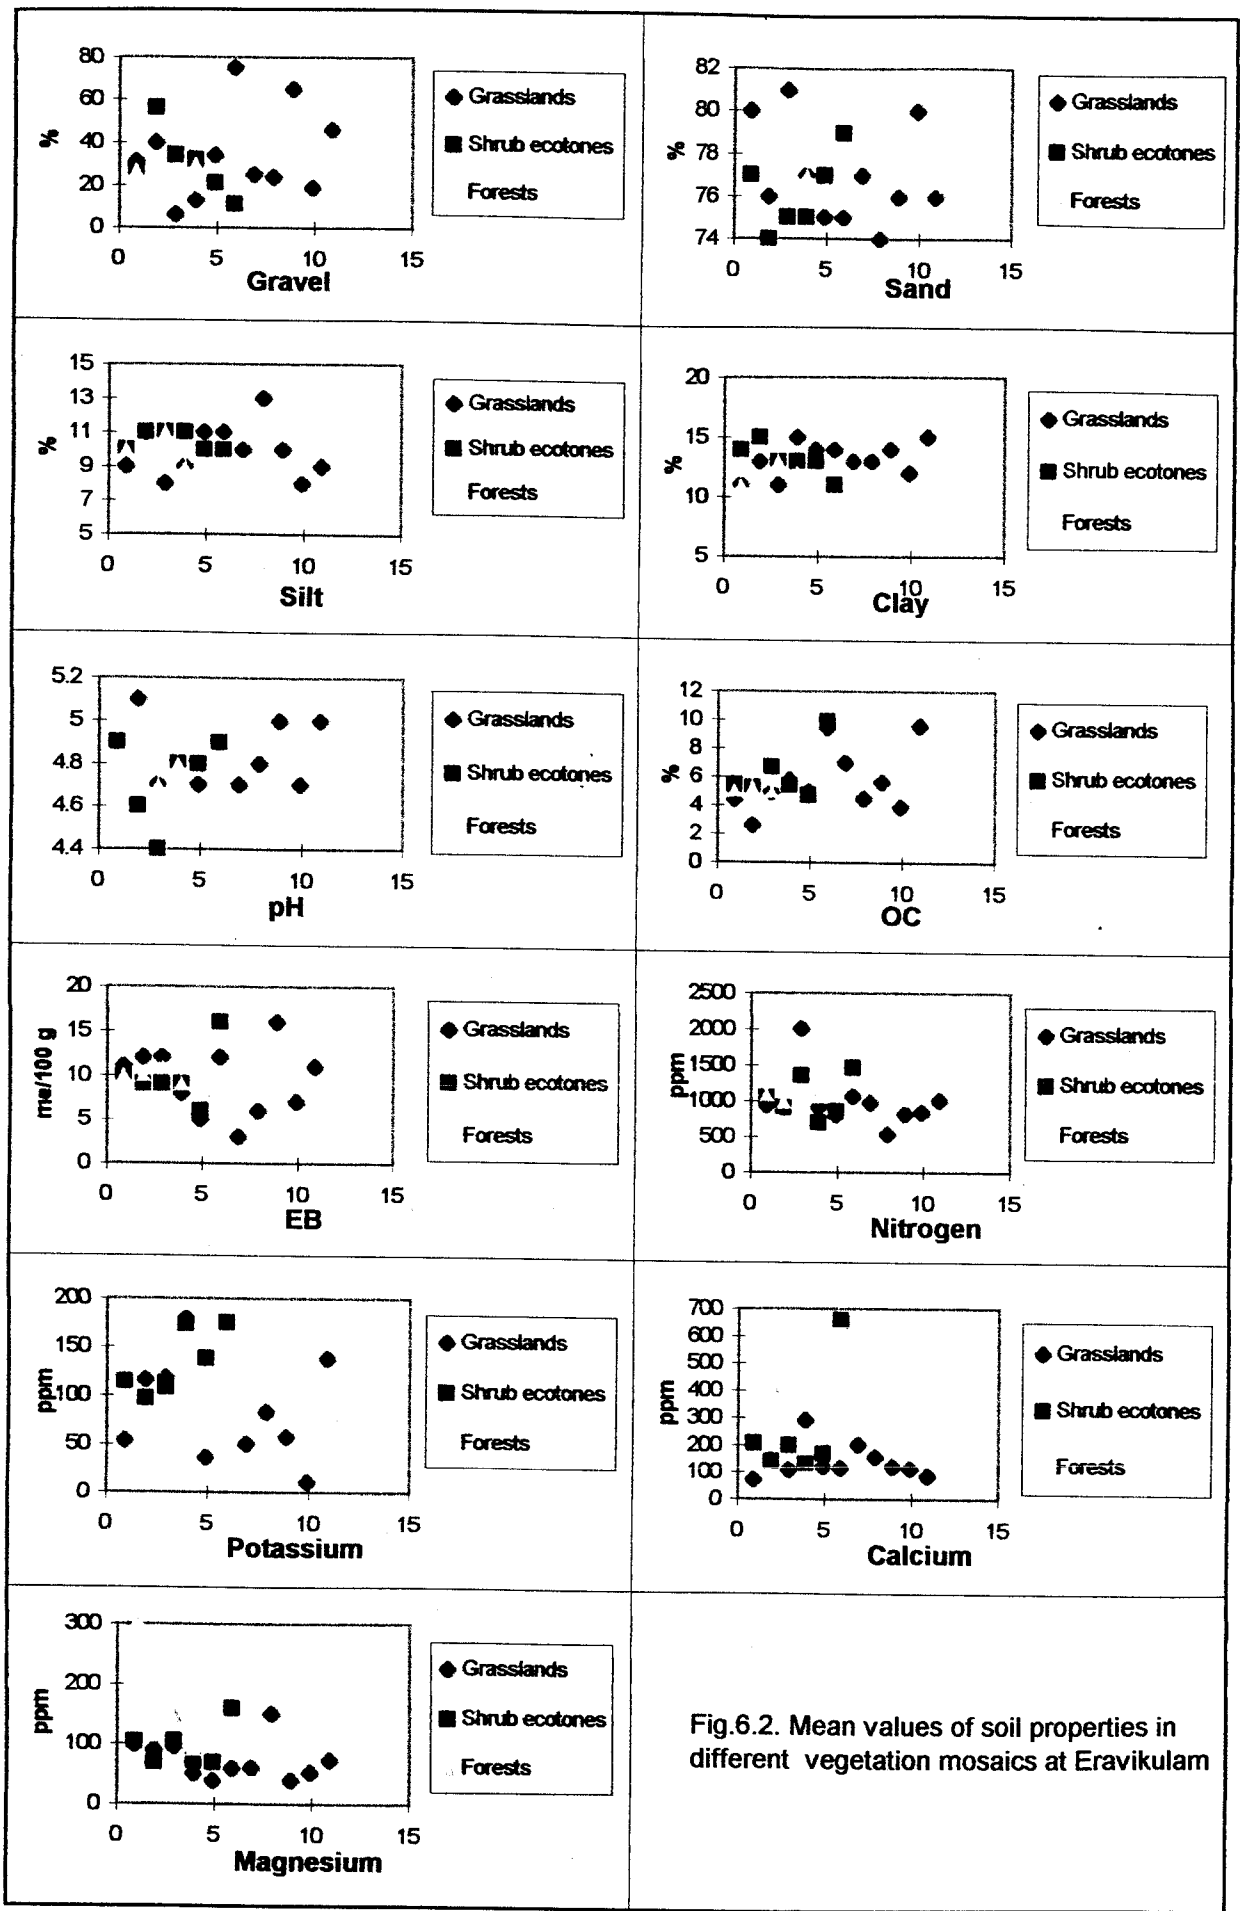 80
60
40
20
0
%
0 5 10 15
Gravel
Grasslands
Shrub ecotones
Forests
82
80
78
76
74
%
0 5 10 15
Sand
Grasslands
Shrub ecotones
Forests
15
13
11
9
7
5
%
0 5 10 15
Silt
Grasslands
Shrub ecotones
Forests
20
15
10
5
%
0 5 10 15
Clay
Grasslands
Shrub ecotones
Forests
5.2
5
4.8
4.6
4.4
0 5 10 15
pH
Grasslands
Shrub ecotones
Forests
12
10
8
6
4
2
0
%
0 5 10 15
OC
Grasslands
Shrub ecotones
Forests
20
15
10
5
0
me/100 g
0 5 10 15
EB
Grasslands
Shrub ecotones
Forests
2500
2000
1500
1000
500
0
ppm
0 5 10 15
Nitrogen
Grasslands
Shrub ecotones
Forests
200
150
100
50
0
ppm
0 5 10 15
Potassium
Grasslands
Shrub ecotones
Forests
700
600
500
400
300
200
100
0
ppm
0 5 10 15
Calcium
Grasslands
Shrub ecotones
Forests
300
200
100
0
ppm
0 5 10 15
Magnesium
Grasslands
Shrub ecotones
Forests
Fig.6.2. Mean values of soil properties in
different vegetation mosaics at Eravikulam